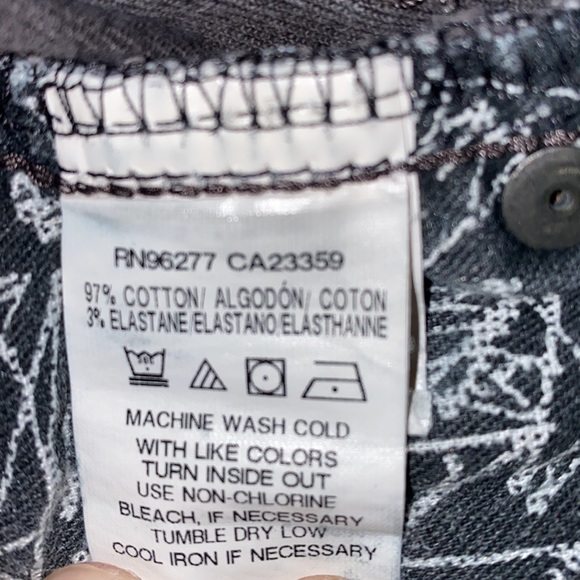 RN96277 CA23359
97% COTTON/ ALGODÓN/ COTON
3% ELASTANE/ELASTANO/ELASTHANNE
MACHINE WASH COLD
WITH LIKE COLORS
TURN INSIDE OUT
USE NON-CHLORINE
BLEACH, IF NECESSARY
TUMBLE DRY LOW
COOL IRON IF NECESSARY